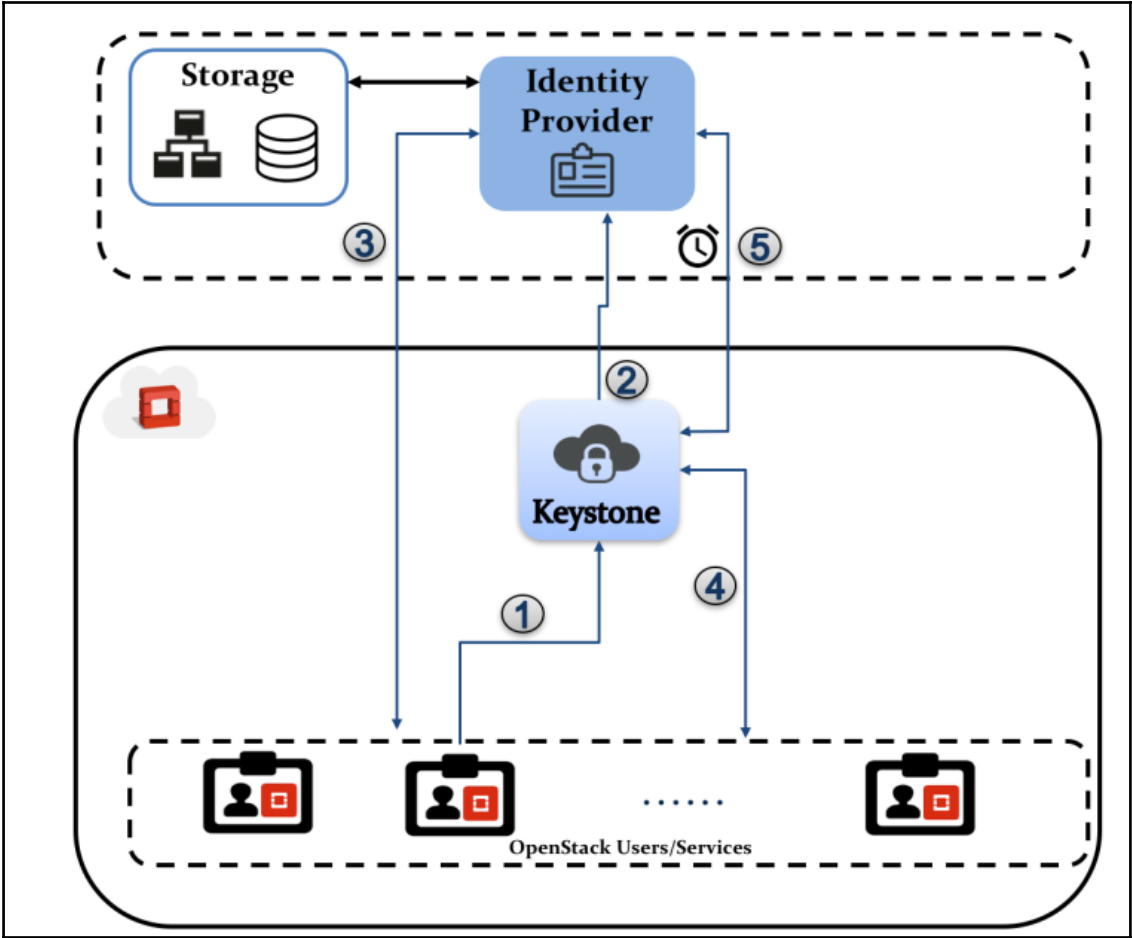 Storage
Identity
Provider
3
5
2
Keystone
4
1
......
OpenStack Users/Services